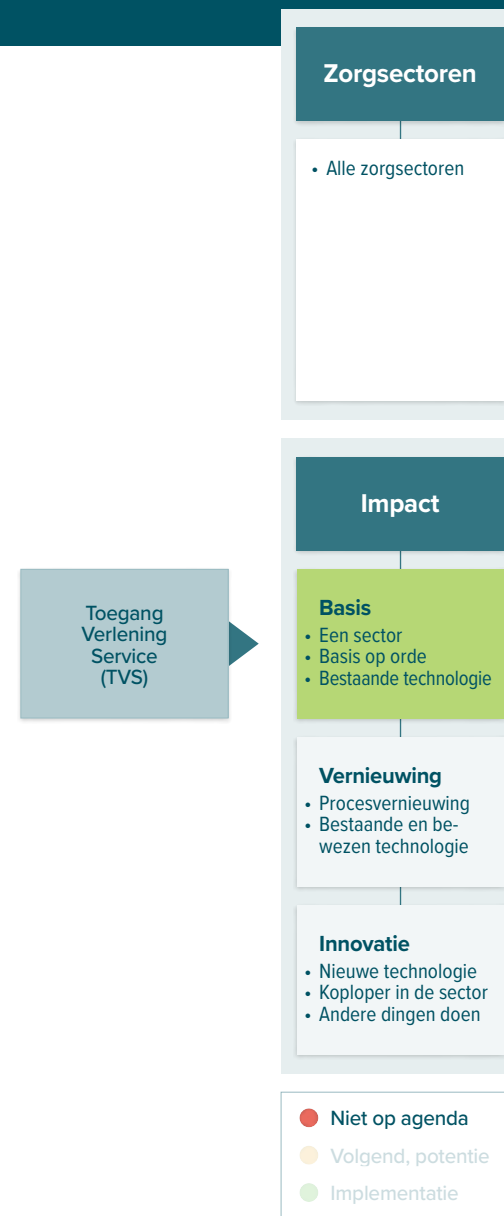 Zorgsectoren
• Alle zorgsectoren
Impact
Toegang
Verlening
Service
(TVS)
Basis
• Een sector
• Basis op orde
• Bestaande technologie
Vernieuwing
• Procesvernieuwing
• Bestaande en be-
wezen technologie
Innovatie
• Nieuwe technologie
• Koploper in de sector
• Andere dingen doen
Niet op agenda
Volgend, potentie
Implementatie